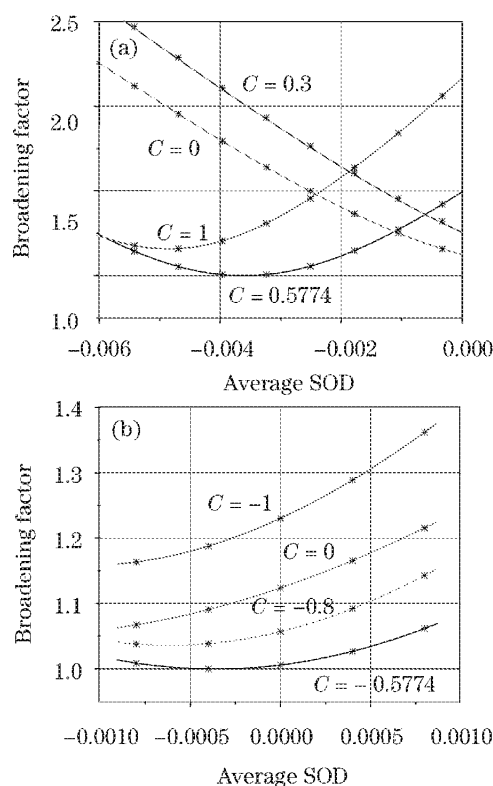 (a)
2.5
2.0
1.5
1.0
Broadening factor
C = 0.3
C = 0
C = 1
C = 0.5774
−0.006
−0.004
−0.002
0.000
Average SOD
(b)
1.4
1.3
1.2
1.1
1.0
Broadening factor
C = −1
C = 0
C = −0.8
C = −0.5774
−0.0010
−0.0005
0.0000
0.0005
0.0010
Average SOD